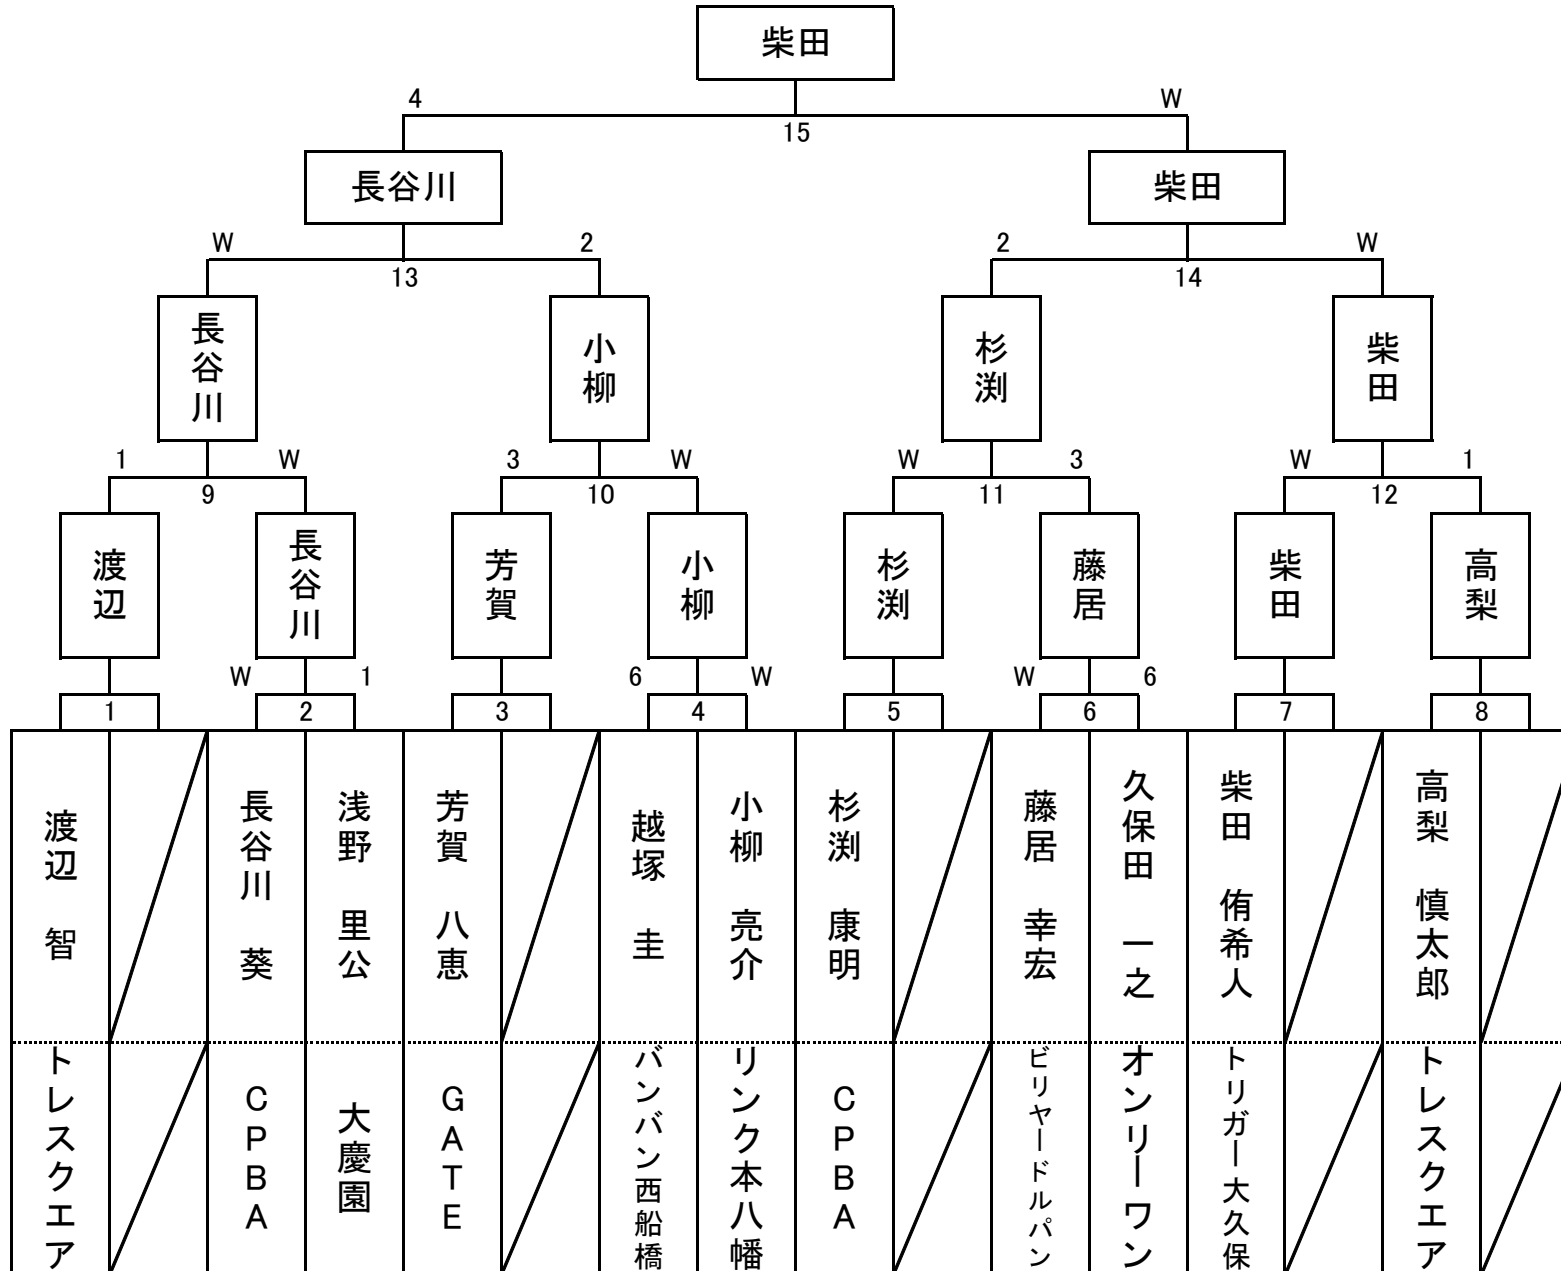 柴田
4 W
15
長谷川 柴田
W 2 2 W
13 14
長谷川 小柳 杉渕 柴田
1 W 3 W W 3 W 1
9 10 11 12
渡辺 長谷川 芳賀 小柳 杉渕 藤居 柴田 高梨
W 1 6 W W 6
1 2 3 4 5 6 7 8
渡辺 智
長谷川 葵
浅野 里公
芳賀 八恵
越塚 圭
小柳 亮介
杉渕 康明
藤居 幸宏
久保田 一之
柴田 侑希人
高梨 慎太郎
トレスクエア
CPBA
大慶園
GATE
バンバン西船橋
リンク本八幡
CPBA
ビリヤードルパン
オンリーワン
トリガー大久保
トレスクエア